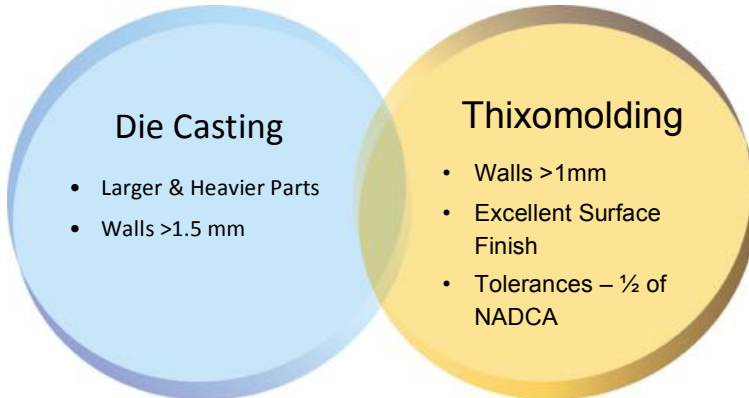 Die Casting
• Larger & Heavier Parts
• Walls >1.5 mm
Thixomolding
• Walls >1mm
• Excellent Surface
Finish
• Tolerances – ½ of
NADCA